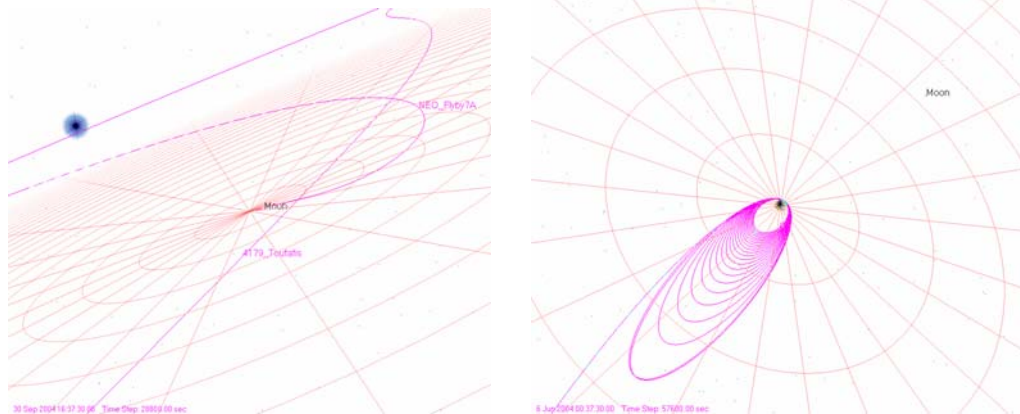 NEO_Flyby7A
Moon
4179_Toutatis
30 Sep 2004 16:37:30.00 Time Step: 28800.00 sec
Moon
6 Jun 2004 00:37:30.00 Time Step: 57600.00 sec